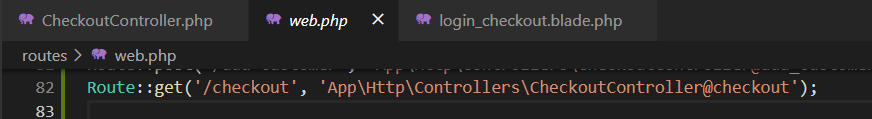 CheckoutController.php web.php login_checkout.blade.php
routes > web.php
82 Route::get('/checkout', 'App\Http\Controllers\CheckoutController@checkout');
83